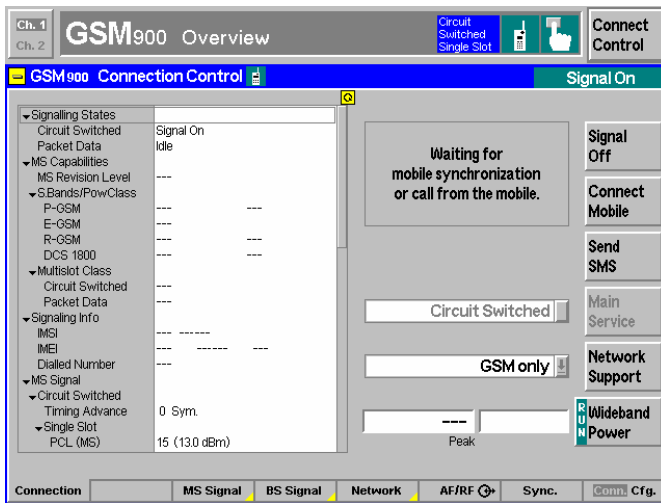 Ch. 1
Ch. 2
GSM900 Overview
Circuit
Switched
Single Slot
Connect
Control
GSM900 Connection Control
Signal On
Signalling States
Circuit Switched Signal On
Packet Data Idle
MS Capabilities
MS Revision Level ---
S.Bands/PowClass
P-GSM --- ---
E-GSM ---
R-GSM --- ---
DCS 1800 --- ---
Multislot Class
Circuit Switched ---
Packet Data ---
Signaling Info
IMSI --- ------
IMEI --- ------ ---
Dialled Number ---
MS Signal
Circuit Switched
Timing Advance 0 Sym.
Single Slot
PCL (MS) 15 (13.0 dBm)
Waiting for
mobile synchronization
or call from the mobile.
Circuit Switched
GSM only
---
Peak
Signal
Off
Connect
Mobile
Send
SMS
Main
Service
Network
Support
RUN
Wideband
Power
Connection MS Signal BS Signal Network AF/RF Sync. Conn. Cfg.